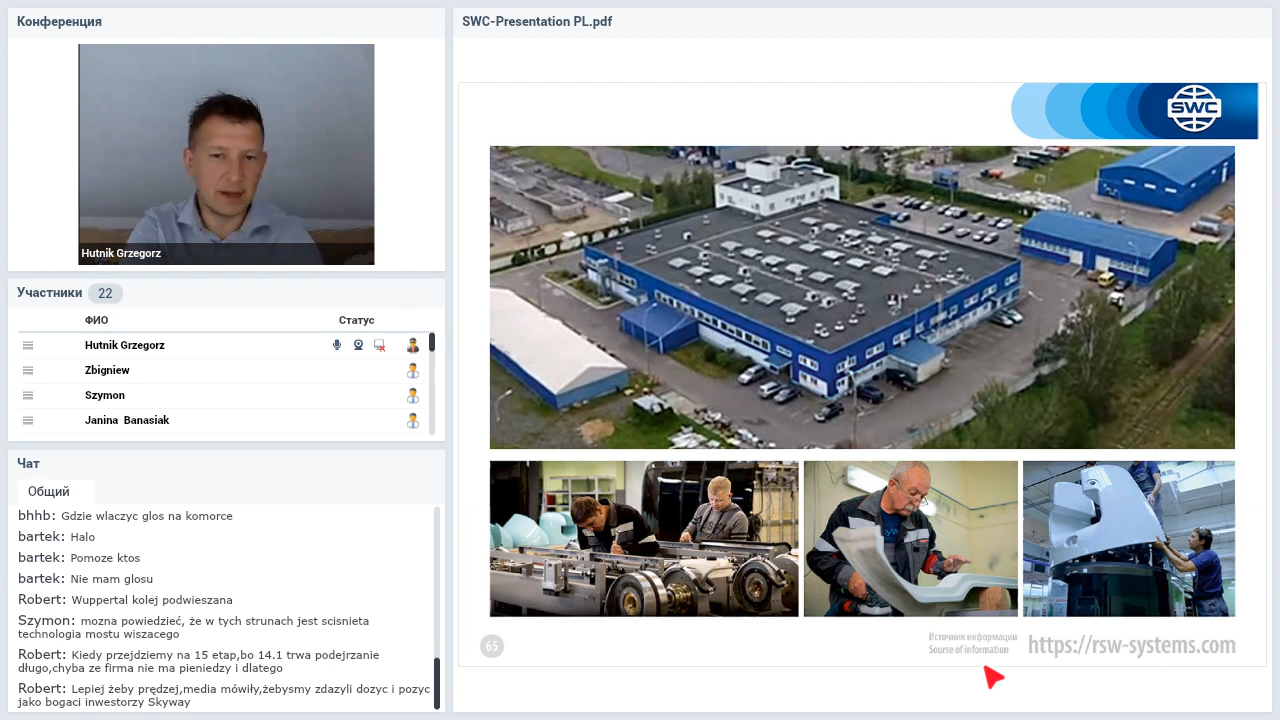 Конференция
Hutnik Grzegorz
Участники 22
ФИО Статус
Hutnik Grzegorz
Zbigniew
Szymon
Janina Banasiak
Чат
Общий
bhhb: Gdzie wlaczyc glos na komorce
bartek: Halo
bartek: Pomoze ktos
bartek: Nie mam glosu
Robert: Wuppertal kolej podwieszana
Szymon: mozna powiedzieć, że w tych strunach jest scisnieta
technologia mostu wiszacego
Robert: Kiedy przejdziemy na 15 etap,bo 14.1 trwa podejrzanie
długo,chyba ze firma nie ma pieniedzy i dlatego
Robert: Lepiej żeby prędzej,media mówiły,żebysmy zdazyli dozyc i pozyc
jako bogaci inwestorzy Skyway
SWC-Presentation PL.pdf
SWC
65
Источник информации
Sourse of information
https://rsw-systems.com